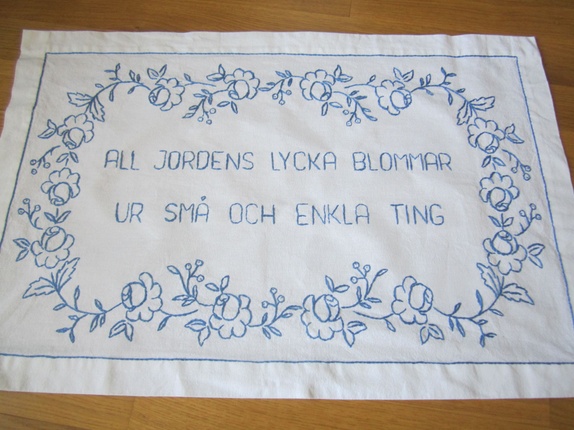 ALL JORDENS LYCKA BLOMMAR
UR SMÅ OCH ENKLA TING